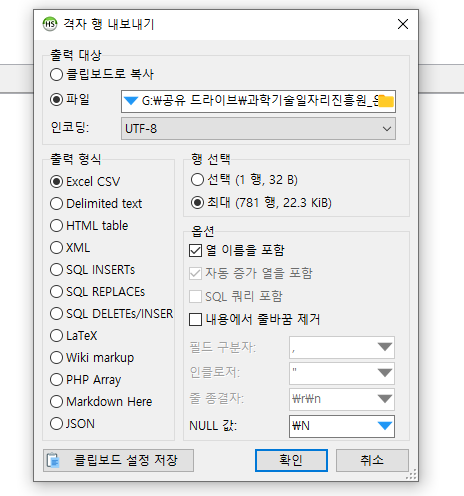 HS 격자 행 내보내기
출력 대상
클립보드로 복사
파일
G:￦공유 드라이브￦과학기술일자리진흥원_
인코딩:
UTF-8
출력 형식
Excel CSV
Delimited text
HTML table
XML
SQL INSERTs
SQL REPLACEs
SQL DELETEs/INSER
LaTeX
Wiki markup
PHP Array
Markdown Here
JSON
행 선택
선택 (1 행, 32 B)
최대 (781 행, 22.3 KiB)
옵션
열 이름을 포함
자동 증가 열을 포함
SQL 쿼리 포함
내용에서 줄바꿈 제거
필드 구분자:
,
인클로저:
"
줄 종결자:
￦r￦n
NULL 값:
￦N
클립보드 설정 저장
확인
취소